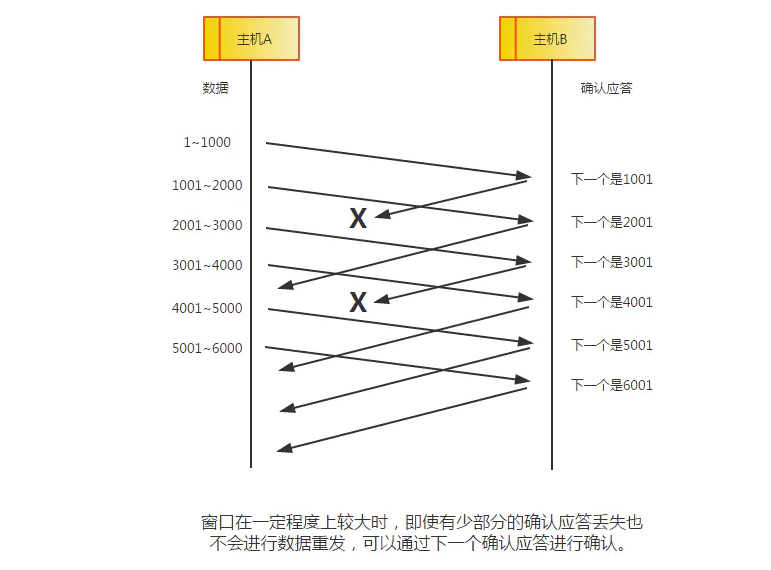 主机A 主机B
数据 确认应答
1~1000
下一个是1001
1001~2000
下一个是2001
2001~3000
下一个是3001
3001~4000
下一个是4001
4001~5000
下一个是5001
5001~6000
下一个是6001
X
X
窗口在一定程度上较大时，即使有少部分的确认应答丢失也
不会进行数据重发，可以通过下一个确认应答进行确认。